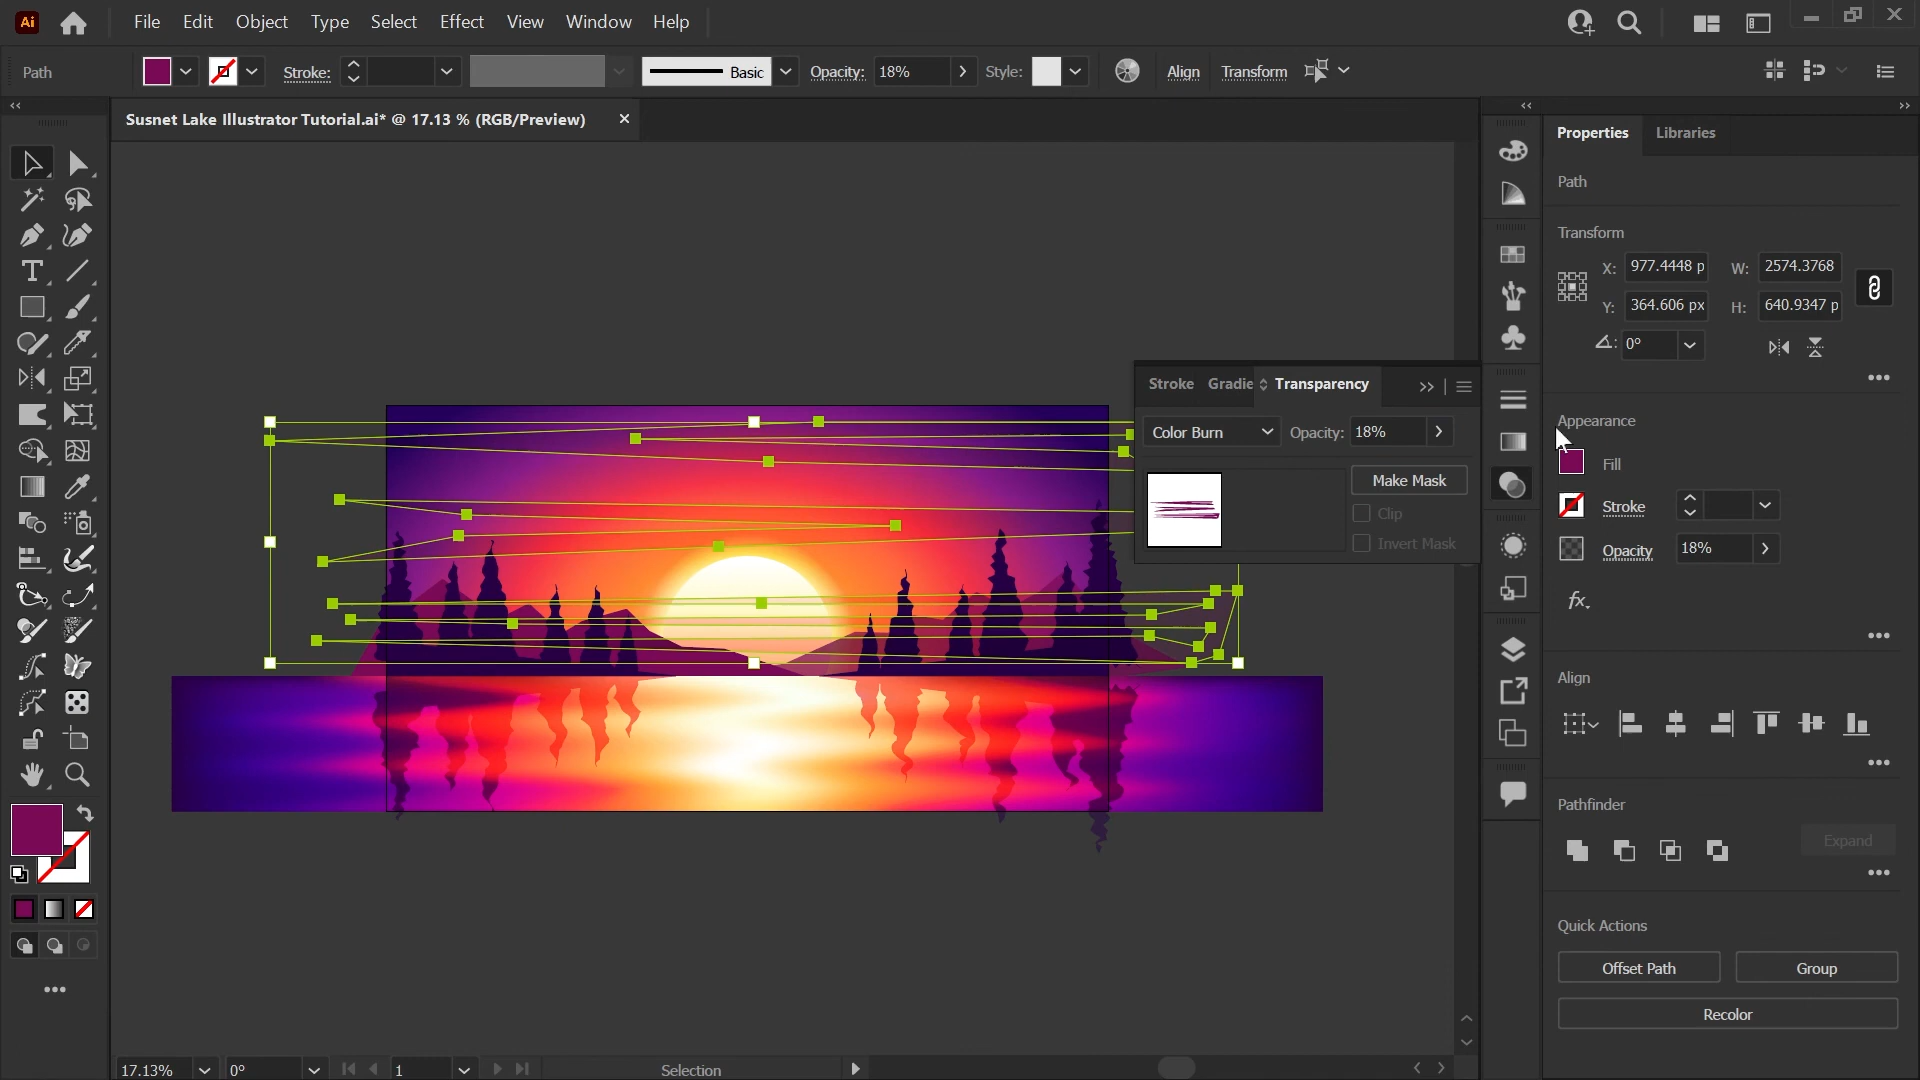 Ai File Edit Object Type Select Effect View Window Help
Path Stroke: Basic Opacity: 18% Style: Align Transform
Susnet Lake Illustrator Tutorial.ai* @ 17.13 % (RGB/Preview)
Properties Libraries
Path
Transform
X: 977.4448 p W: 2574.3768
Y: 364.606 px H: 640.9347 p
0°
Stroke Gradie Transparency
Color Burn Opacity: 18%
Make Mask
Clip
Invert Mask
Appearance
Fill
Stroke
Opacity 18%
fx
Align
Pathfinder
Expand
Quick Actions
Offset Path Group
Recolor
17.13% 0° 1 Selection